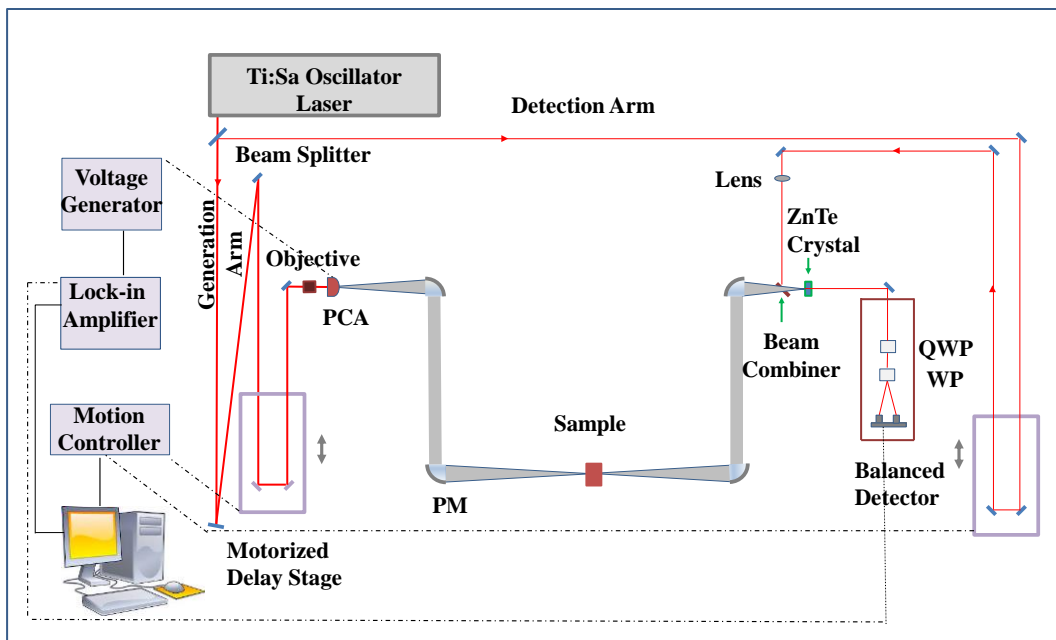 Ti:Sa Oscillator
Laser
Detection Arm
Beam Splitter
Voltage
Generator
Lens
ZnTe
Crystal
Generation
Arm
Objective
Lock-in
Amplifier
PCA
Beam
Combiner
QWP
WP
Motion
Controller
Sample
Balanced
Detector
PM
Motorized
Delay Stage